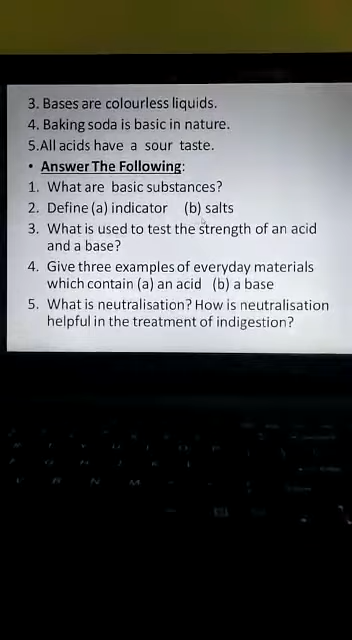 3. Bases are colourless liquids.
4. Baking soda is basic in nature.
5.All acids have a sour taste.
• Answer The Following:
1. What are basic substances?
2. Define (a) indicator (b) salts
3. What is used to test the strength of an acid
and a base?
4. Give three examples of everyday materials
which contain (a) an acid (b) a base
5. What is neutralisation? How is neutralisation
helpful in the treatment of indigestion?